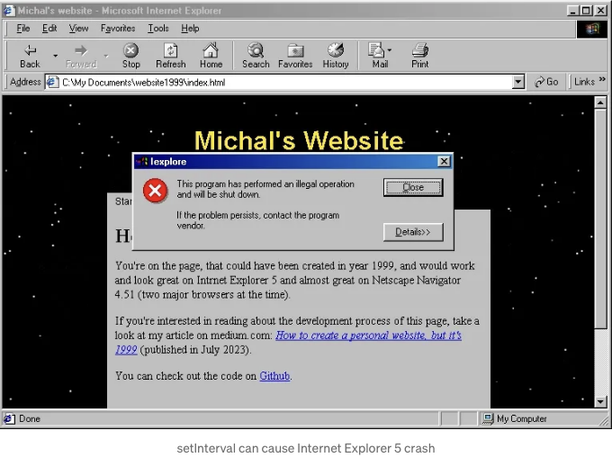 Michal's website - Microsoft Internet Explorer
File Edit View Favorites Tools Help
Back Forward Stop Refresh Home Search Favorites History Mail Print
Address C:\My Documents\website1999\index.html Go Links »
Michal's Website
Iexplore
This program has performed an illegal operation
and will be shut down.
If the problem persists, contact the program
vendor.
Close
Details>>
You're on the page, that could have been created in year 1999, and would work
and look great on Intrnet Explorer 5 and almost great on Netscape Navigator
4.51 (two major browsers at the time).
If you're interested in reading about the development process of this page, take a
look at my article on medium.com: How to create a personal website, but it's
1999 (published in July 2023).
You can check out the code on Github.
Done My Computer
setInterval can cause Internet Explorer 5 crash